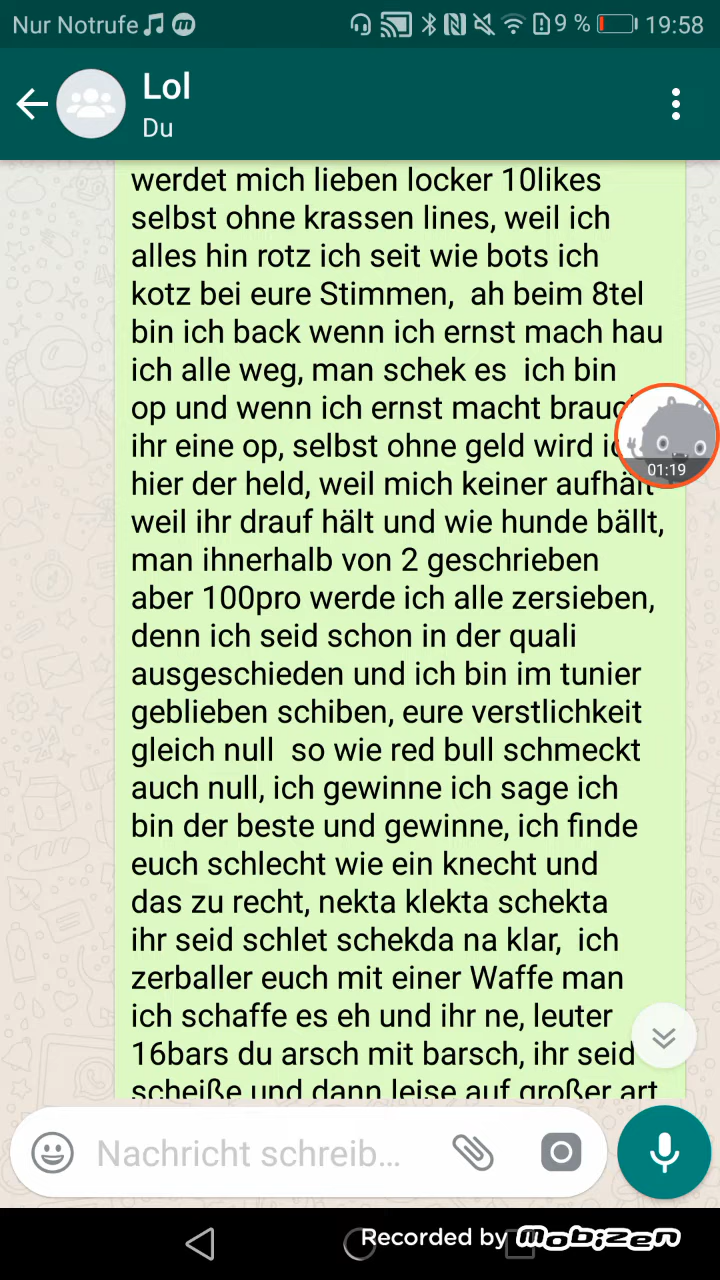 Nur Notrufe
9 %
19:58
Lol
Du
werdet mich lieben locker 10likes
selbst ohne krassen lines, weil ich
alles hin rotz ich seit wie bots ich
kotz bei eure Stimmen,  ah beim 8tel
bin ich back wenn ich ernst mach hau
ich alle weg, man schek es  ich bin
op und wenn ich ernst macht
ihr eine op, selbst ohne geld wird
hier der held, weil mich keiner aufhält
01:19
weil ihr drauf hält und wie hunde bällt,
man ihnerhalb von 2 geschrieben
aber 100pro werde ich alle zersieben,
denn ich seid schon in der quali
ausgeschieden und ich bin im tunier
geblieben schiben, eure verstlichkeit
gleich null  so wie red bull schmeckt
auch null, ich gewinne ich sage ich
bin der beste und gewinne, ich finde
euch schlecht wie ein knecht und
das zu recht, nekta klekta schekta
ihr seid schlet schekda na klar,  ich
zerballer euch mit einer Waffe man
ich schaffe es eh und ihr ne, leuter
16bars du arsch mit barsch, ihr seid
scheiße und dann leise auf großer art
Nachricht schreib...
Recorded by mobizen